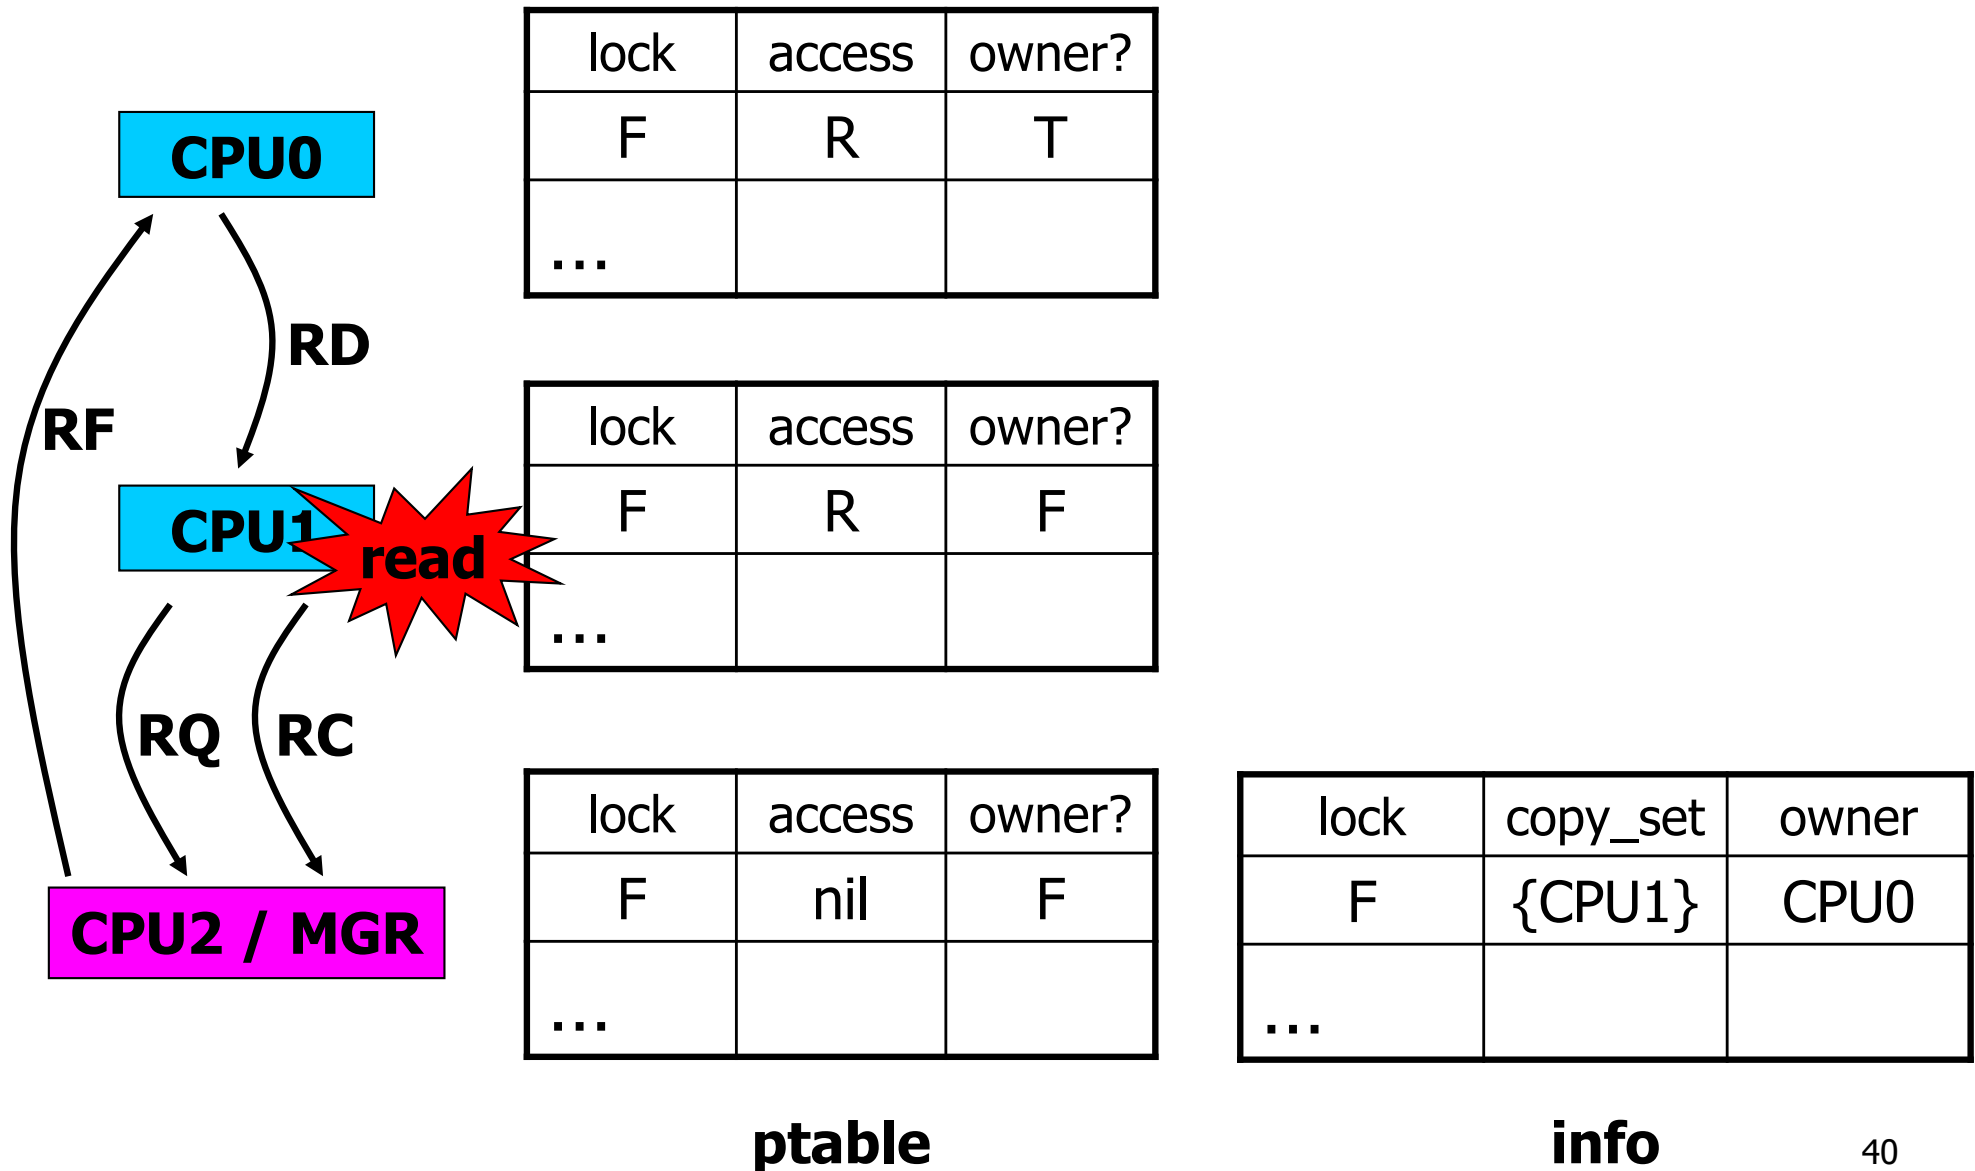 lock access owner?
F R T
...
CPU0
RD
RF
lock access owner?
F R F
...
CPU1
read
RQ RC
lock access owner?
F nil F
...
CPU2 / MGR
lock copy_set owner
F {CPU1} CPU0
...
ptable
info
40